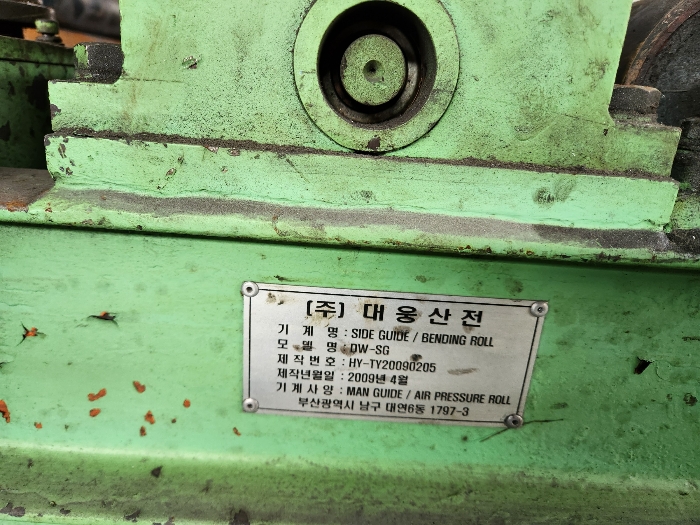 (주) 대웅산전
기 계 명 : SIDE GUIDE / BENDING ROLL
모 델 명 : DW-SG
제작번호 : HY-TY20090205
제작년월일 : 2009년 4월
기계사양 : MAN GUIDE / AIR PRESSURE ROLL
부산광역시 남구 대연6동 1797-3